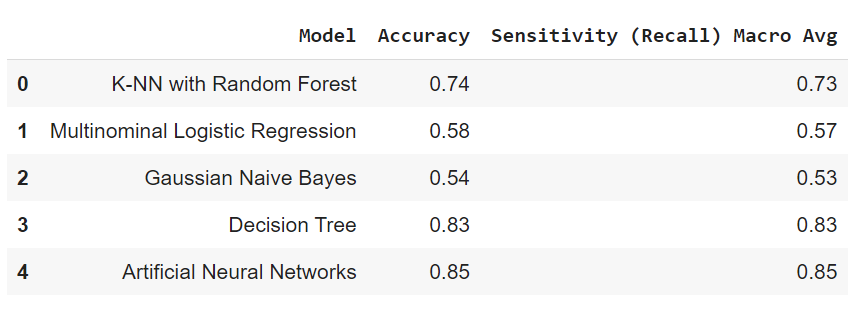 Model Accuracy Sensitivity (Recall) Macro Avg
0 K-NN with Random Forest 0.74 0.73
1 Multinominal Logistic Regression 0.58 0.57
2 Gaussian Naive Bayes 0.54 0.53
3 Decision Tree 0.83 0.83
4 Artificial Neural Networks 0.85 0.85